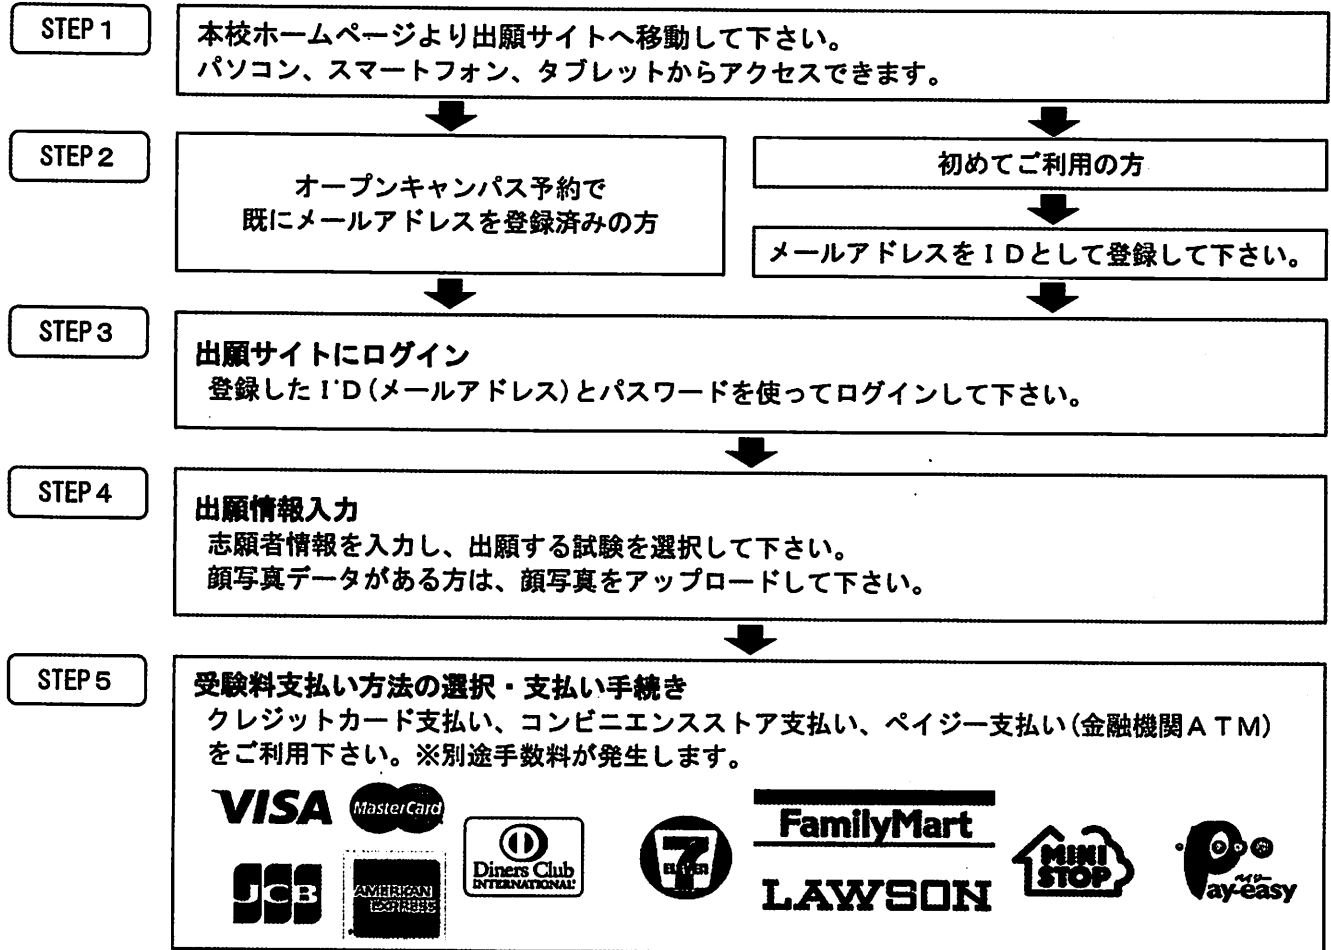 STEP 1
本校ホームページより出願サイトへ移動して下さい。
パソコン、スマートフォン、タブレットからアクセスできます。
STEP 2
オープンキャンパス予約で
既にメールアドレスを登録済みの方
初めてご利用の方
メールアドレスをIDとして登録して下さい。
STEP 3
出願サイトにログイン
登録したID(メールアドレス)とパスワードを使ってログインして下さい。
STEP 4
出願情報入力
志願者情報を入力し、出願する試験を選択して下さい。
顔写真データがある方は、顔写真をアップロードして下さい。
STEP 5
受験料支払い方法の選択・支払い手続き
クレジットカード支払い、コンビニエンスストア支払い、ペイジー支払い(金融機関ATM)
をご利用下さい。※別途手数料が発生します。
VISA
MasterCard
JCB
AMERICAN
EXPRESS
Diners Club
INTERNATIONAL
7
ELEVEN
FamilyMart
LAWSON
MINI
STOP
ペイジー
Pay-easy